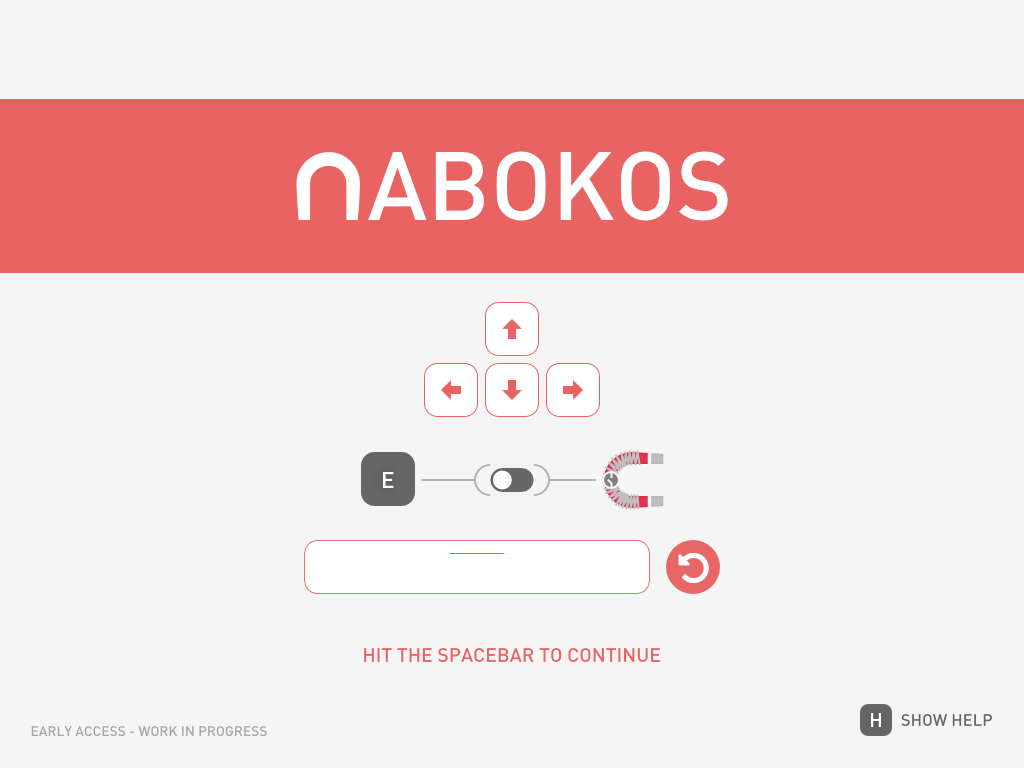 NABOKOS
E
HIT THE SPACEBAR TO CONTINUE
H SHOW HELP
EARLY ACCESS - WORK IN PROGRESS